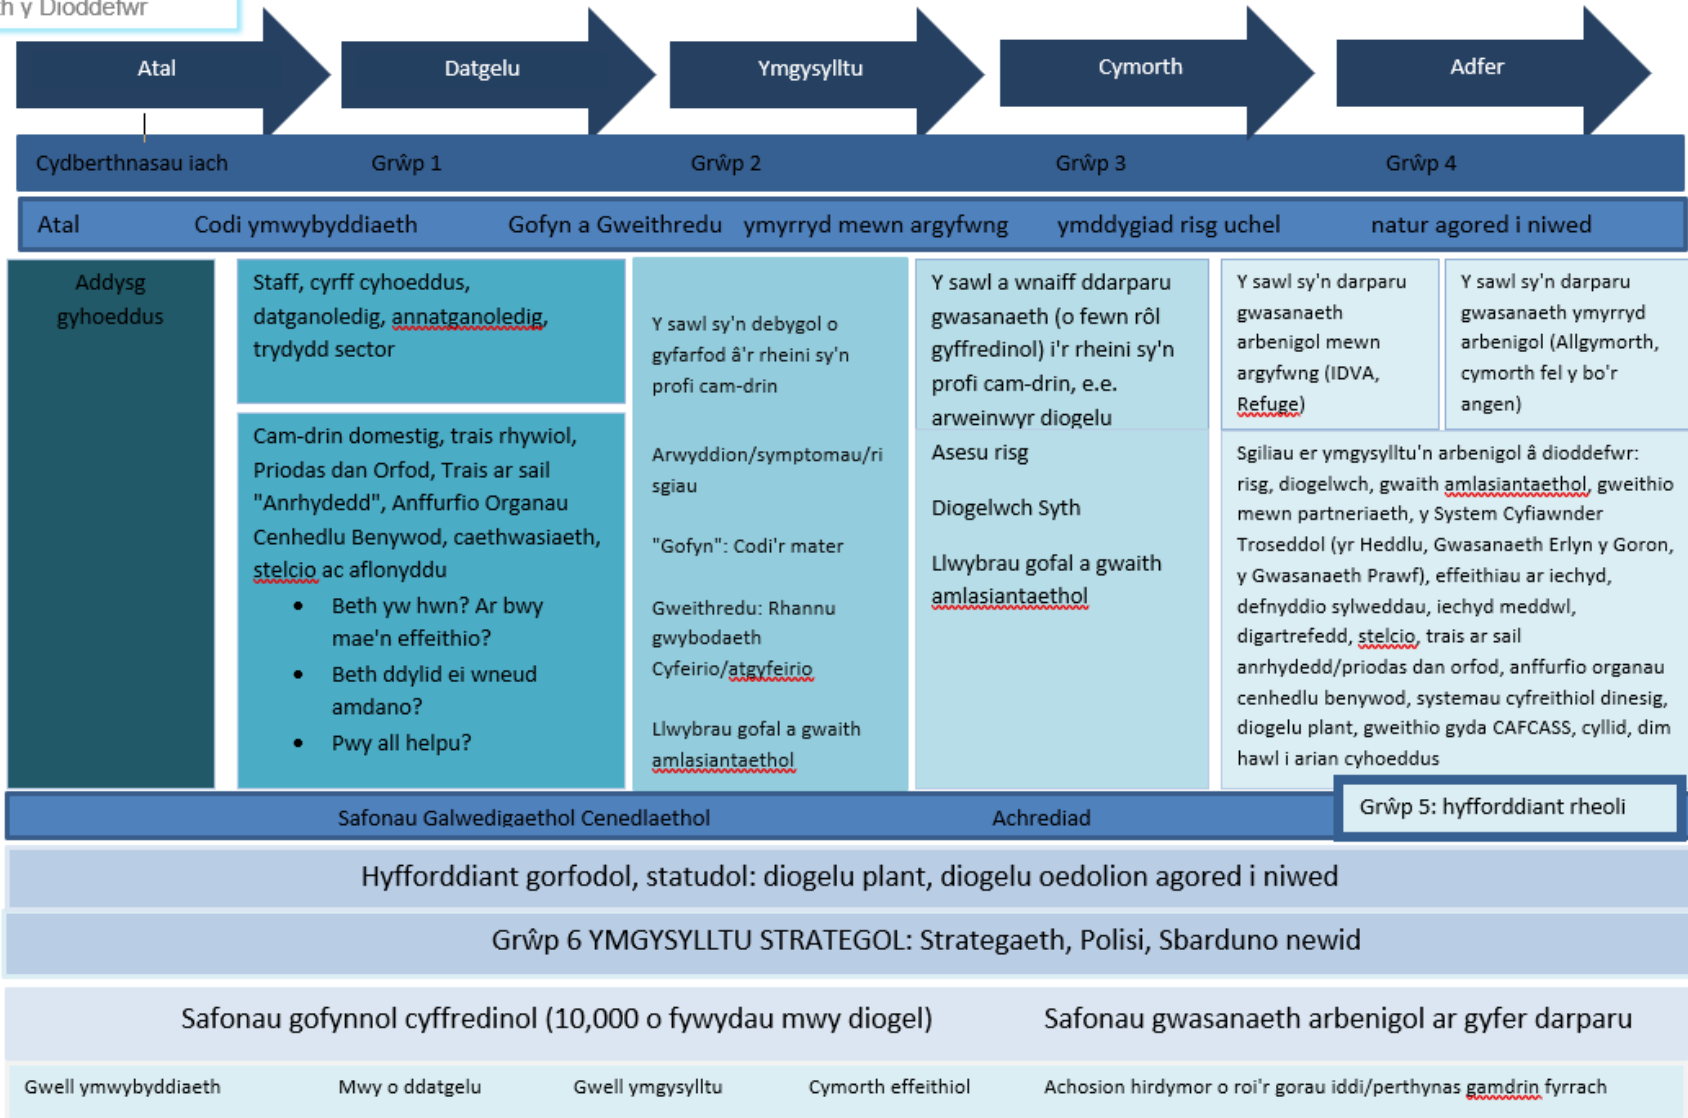 y Dioddefwr
Atal
Datgelu
Ymgysylltu
Cymorth
Adfer
Cydberthnasau iach
Grŵp 1
Grŵp 2
Grŵp 3
Grŵp 4
Atal
Codi ymwybyddiaeth
Gofyn a Gweithredu
ymyrryd mewn argyfwng
ymddygiad risg uchel
natur agored i niwed
Addysg
gyhoeddus
Staff, cyrff cyhoeddus,
datganoledig, annatganoledig,
trydydd sector
Cam-drin domestig, trais rhywiol,
Priodas dan Orfod, Trais ar sail
"Anrhydedd", Anffurfio Organau
Cenhedlu Benywod, caethwasiaeth,
stelcio ac aflonyddu
• Beth yw hwn? Ar bwy
mae'n effeithio?
• Beth ddylid ei wneud
amdano?
• Pwy all helpu?
Y sawl sy'n debygol o
gyfarfod â'r rheini sy'n
profi cam-drin
Arwyddion/symptomau/ri
sgiau
"Gofyn": Codi'r mater
Gweithredu: Rhannu
gwybodaeth
Cyfeirio/atgyfeirio
Llwybrau gofal a gwaith
amlasiantaethol
Y sawl a wnaiff ddarparu
gwasanaeth (o fewn rôl
gyffredinol) i'r rheini sy'n
profi cam-drin, e.e.
arweinwyr diogelu
Asesu risg
Diogelwch Syth
Llwybrau gofal a gwaith
amlasiantaethol
Y sawl sy'n darparu
gwasanaeth
arbenigol mewn
argyfwng (IDVA,
Refuge)
Y sawl sy'n darparu
gwasanaeth ymyrryd
arbenigol (Allgymorth,
cymorth fel y bo'r
angen)
Sgiliau er ymgysylltu'n arbenigol â dioddefwr:
risg, diogelwch, gwaith amlasiantaethol, gweithio
mewn partneriaeth, y System Cyfiawnder
Troseddol (yr Heddlu, Gwasanaeth Erlyn y Goron,
y Gwasanaeth Prawf), effeithiau ar iechyd,
defnyddio sylweddau, iechyd meddwl,
digartrefedd, stelcio, trais ar sail
anrhydedd/priodas dan orfod, anffurfio organau
cenhedlu benywod, systemau cyfreithiol dinesig,
diogelu plant, gweithio gyda CAFCASS, cyllid, dim
hawl i arian cyhoeddus
Safonau Galwedigaethol Cenedlaethol
Achrediad
Grŵp 5: hyfforddiant rheoli
Hyfforddiant gorfodol, statudol: diogelu plant, diogelu oedolion agored i niwed
Grŵp 6 YMGYSYLLTU STRATEGOL: Strategaeth, Polisi, Sbarduno newid
Safonau gofynnol cyffredinol (10,000 o fywydau mwy diogel)
Safonau gwasanaeth arbenigol ar gyfer darparu
Gwell ymwybyddiaeth
Mwy o ddatgelu
Gwell ymgysylltu
Cymorth effeithiol
Achosion hirdymor o roi'r gorau iddi/perthynas gamdrin fyrrach